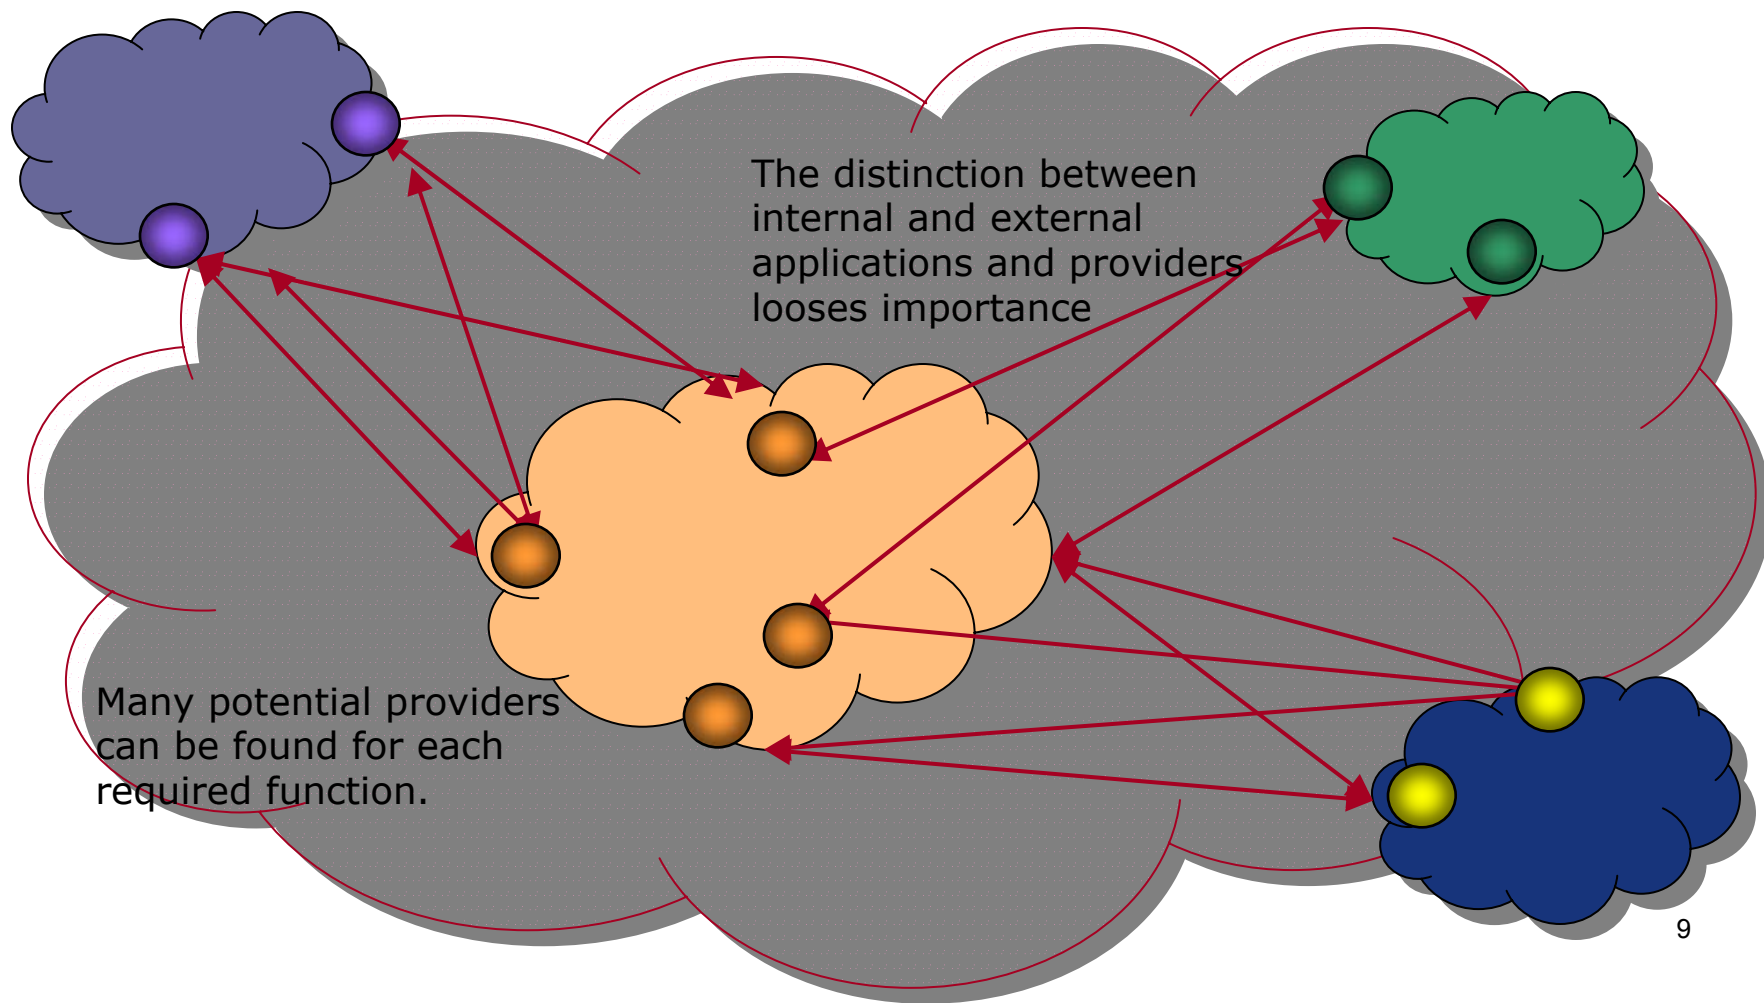 The distinction between
internal and external
applications and providers
looses importance
Many potential providers
can be found for each
required function.
9